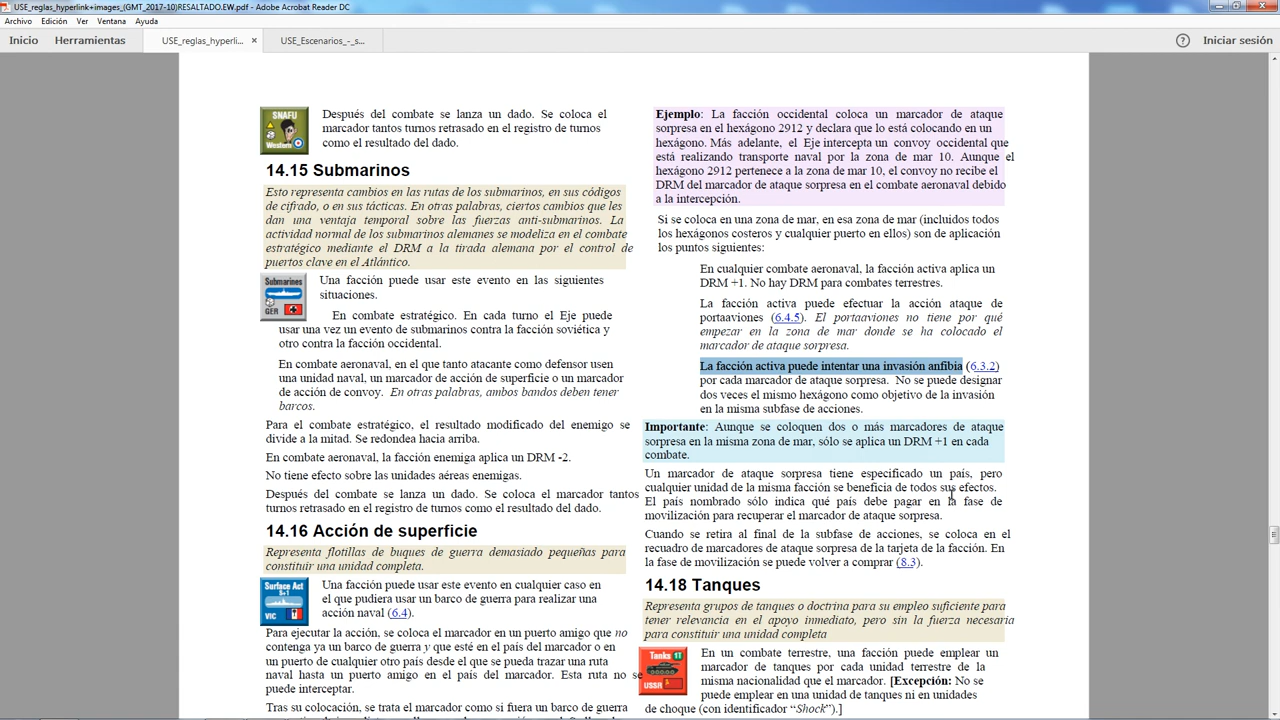 USE_reglas_hyperlink+images_(GMT_2017-10)RESALTADO.EW.pdf - Adobe Acrobat Reader DC
Archivo Edición Ver Ventana Ayuda
Inicio Herramientas USE_reglas_hyperli... × USE_Escenarios_-_s... ? Iniciar sesión
SNAFU
Western
Después del combate se lanza un dado. Se coloca el
marcador tantos turnos retrasado en el registro de turnos
como el resultado del dado.
14.15 Submarinos
Esto representa cambios en las rutas de los submarinos, en sus códigos
de cifrado, o en sus tácticas. En otras palabras, ciertos cambios que les
dan una ventaja temporal sobre las fuerzas anti-submarinos. La
actividad normal de los submarinos alemanes se modeliza en el combate
estratégico mediante el DRM a la tirada alemana por el control de
puertos clave en el Atlántico.
Submarines
GER
Una facción puede usar este evento en las siguientes
situaciones.
En combate estratégico. En cada turno el Eje puede
usar una vez un evento de submarinos contra la facción soviética y
otro contra la facción occidental.
En combate aeronaval, en el que tanto atacante como defensor usen
una unidad naval, un marcador de acción de superficie o un marcador
de acción de convoy. En otras palabras, ambos bandos deben tener
barcos.
Para el combate estratégico, el resultado modificado del enemigo se
divide a la mitad. Se redondea hacia arriba.
En combate aeronaval, la facción enemiga aplica un DRM -2.
No tiene efecto sobre las unidades aéreas enemigas.
Después del combate se lanza un dado. Se coloca el marcador tantos
turnos retrasado en el registro de turnos como el resultado del dado.
14.16 Acción de superficie
Representa flotillas de buques de guerra demasiado pequeñas para
constituir una unidad completa.
Surface Act
S+1
VIC
Una facción puede usar este evento en cualquier caso en
el que pudiera usar un barco de guerra para realizar una
acción naval (6.4).
Para ejecutar la acción, se coloca el marcador en un puerto amigo que no
contenga ya un barco de guerra y que esté en el país del marcador o en
un puerto de cualquier otro país desde el que se pueda trazar una ruta
naval hasta un puerto amigo en el país del marcador. Esta ruta no se
puede interceptar.
Tras su colocación, se trata el marcador como si fuera un barco de guerra
Ejemplo: La facción occidental coloca un marcador de ataque
sorpresa en el hexágono 2912 y declara que lo está colocando en un
hexágono. Más adelante, el Eje intercepta un convoy occidental que
está realizando transporte naval por la zona de mar 10. Aunque el
hexágono 2912 pertenece a la zona de mar 10, el convoy no recibe el
DRM del marcador de ataque sorpresa en el combate aeronaval debido
a la intercepción.
Si se coloca en una zona de mar, en esa zona de mar (incluidos todos
los hexágonos costeros y cualquier puerto en ellos) son de aplicación
los puntos siguientes:
En cualquier combate aeronaval, la facción activa aplica un
DRM +1. No hay DRM para combates terrestres.
La facción activa puede efectuar la acción ataque de
portaaviones (6.4.5). El portaaviones no tiene por qué
empezar en la zona de mar donde se ha colocado el
marcador de ataque sorpresa.
La facción activa puede intentar una invasión anfibia (6.3.2)
por cada marcador de ataque sorpresa. No se puede designar
dos veces el mismo hexágono como objetivo de la invasión
en la misma subfase de acciones.
Importante: Aunque se coloquen dos o más marcadores de ataque
sorpresa en la misma zona de mar, sólo se aplica un DRM +1 en cada
combate.
Un marcador de ataque sorpresa tiene especificado un país, pero
cualquier unidad de la misma facción se beneficia de todos sus efectos.
El país nombrado sólo indica qué país debe pagar en la fase de
movilización para recuperar el marcador de ataque sorpresa.
Cuando se retira al final de la subfase de acciones, se coloca en el
recuadro de marcadores de ataque sorpresa de la tarjeta de la facción. En
la fase de movilización se puede volver a comprar (8.3).
14.18 Tanques
Representa grupos de tanques o doctrina para su empleo suficiente para
tener relevancia en el apoyo inmediato, pero sin la fuerza necesaria
para constituir una unidad completa
Tanks
USSR
En un combate terrestre, una facción puede emplear un
marcador de tanques por cada unidad terrestre de la
misma nacionalidad que el marcador. [Excepción: No se
puede emplear en una unidad de tanques ni en unidades
de choque (con identificador “Shock”).]